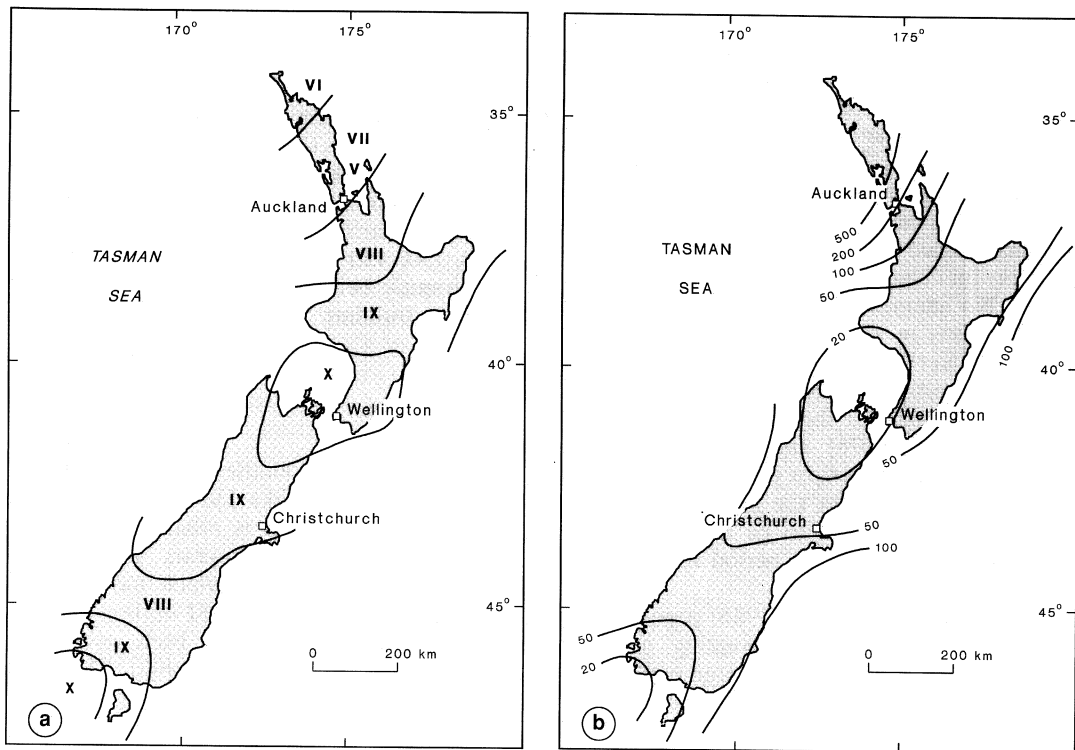 170°
175°
VI
35°
VII
V
Auckland
VIII
TASMAN
SEA
IX
40°
X
Wellington
IX
Christchurch
VIII
45°
IX
0
200 km
X
a
170°
175°
35°
Auckland
500
200
100
50
TASMAN
SEA
20
100
40°
Wellington
50
Christchurch
50
100
45°
50
20
0
200 km
b